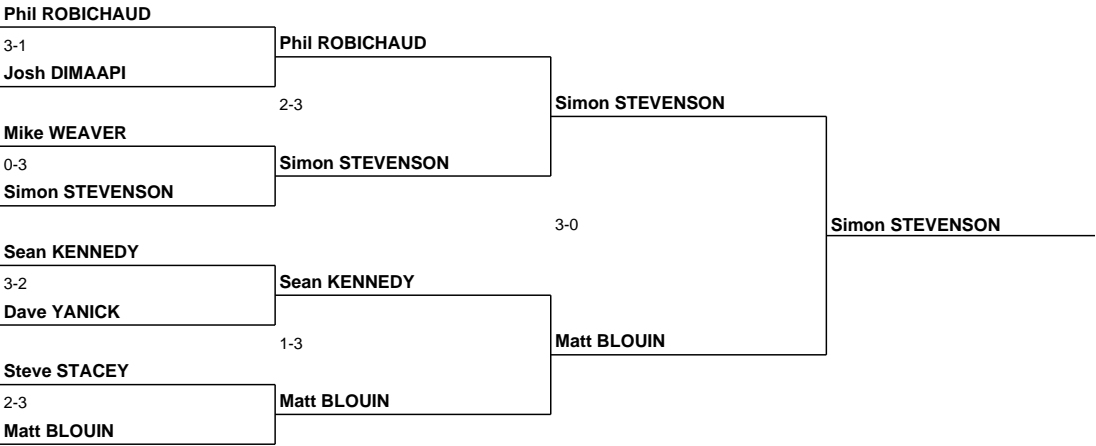 Phil ROBICHAUD
3-1
Phil ROBICHAUD
Josh DIMAAPI
2-3
Simon STEVENSON
Mike WEAVER
0-3
Simon STEVENSON
Simon STEVENSON
3-0
Simon STEVENSON
Sean KENNEDY
3-2
Sean KENNEDY
Dave YANICK
1-3
Matt BLOUIN
Steve STACEY
2-3
Matt BLOUIN
Matt BLOUIN